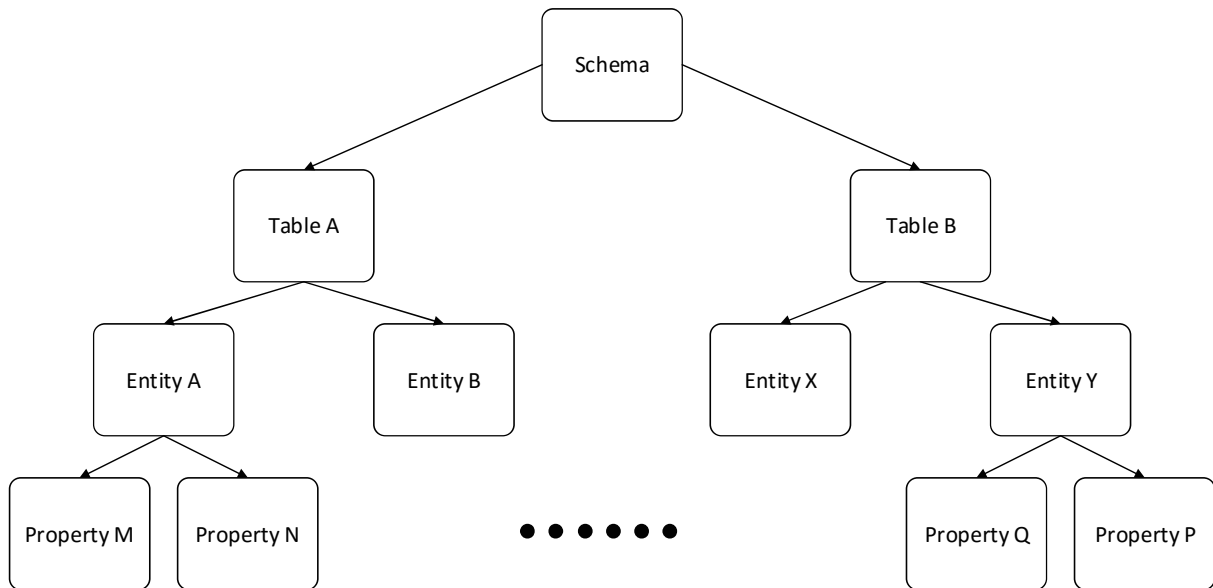 Schema
Table A
Table B
Entity A
Entity B
Entity X
Entity Y
Property M
Property N
Property Q
Property P